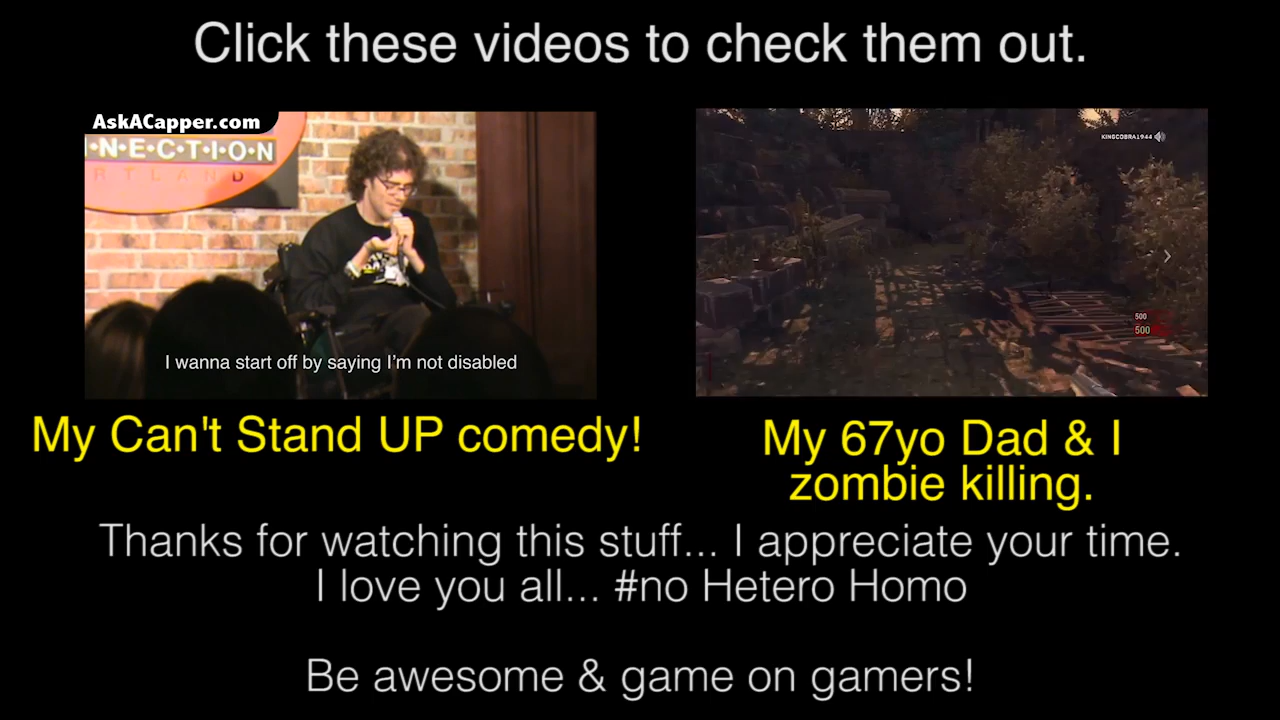 Click these videos to check them out.
AskACapper.com
N·E·C·T·I·O·N
R T L A N D
I wanna start off by saying I'm not disabled
KINGCOBRA1944
500
500
My Can't Stand UP comedy!
My 67yo Dad & I
zombie killing.
Thanks for watching this stuff... I appreciate your time.
I love you all... #no Hetero Homo
Be awesome & game on gamers!